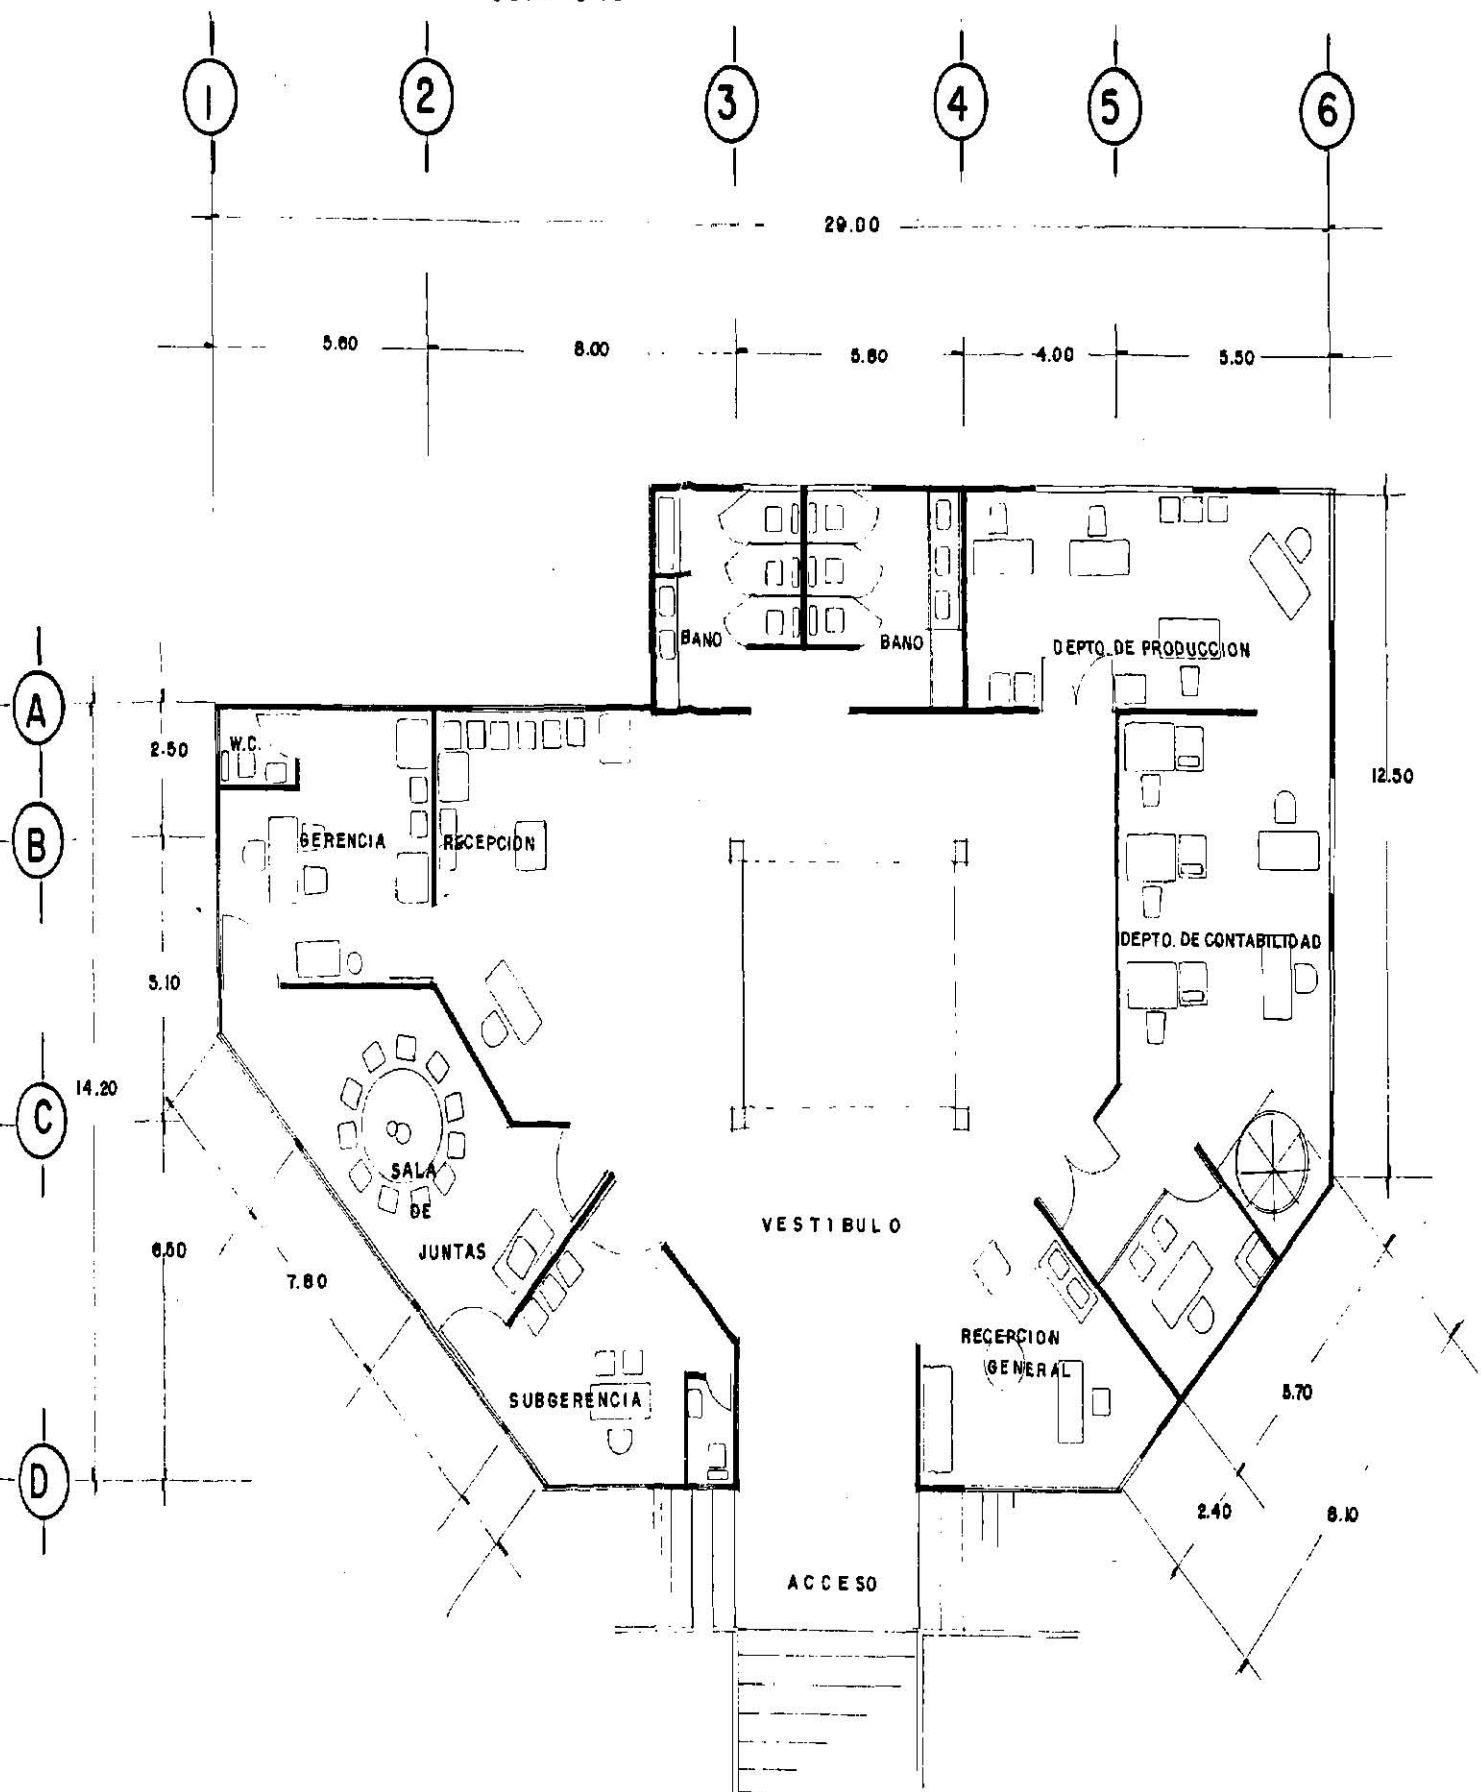 1 2 3 4 5 6
29.00
5.60 8.00 5.80 4.00 5.50
BANO BANO DEPTO. DE PRODUCCION
A
2.50 W.C.
12.50
B GERENCIA RECEPCION
DEPTO. DE CONTABILIDAD
5.10
14.20
C
SALA
DE
JUNTAS
VESTIBULO
6.50
7.80
RECEPCION
GENERAL
SUBGERENCIA
5.70
D
2.40 8.10
ACCESO